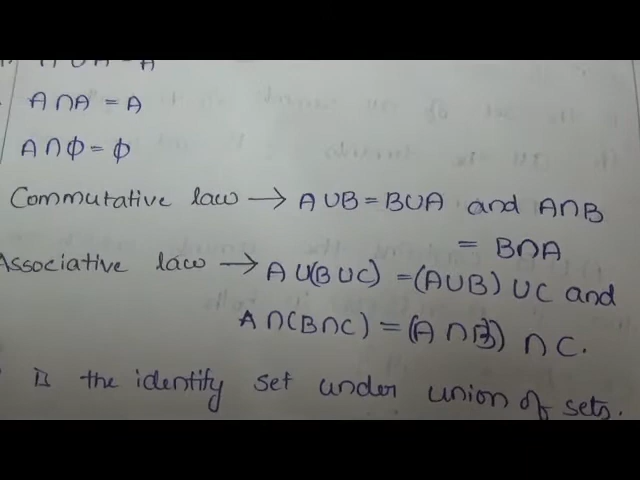 A∩A = A
A∩ϕ = ϕ
Commutative law → A∪B = B∪A and A∩B
= B∩A
Associative law → A∪(B∪C) = (A∪B)∪C and
A∩(B∩C) = (A∩B)∩C.
is the identity set under union of sets.